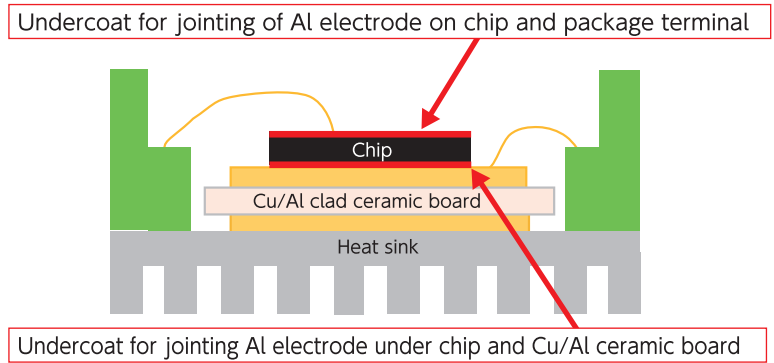 Undercoat for jointing of Al electrode on chip and package terminal
Chip
Cu/Al clad ceramic board
Heat sink
Undercoat for jointing Al electrode under chip and Cu/Al ceramic board